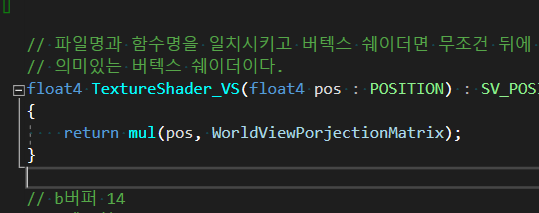 // 파일명과 함수명을 일치시키고 버텍스 쉐이더면 무조건 뒤에
// 의미있는 버텍스 쉐이더이다.
float4 TextureShader_VS(float4 pos : POSITION) : SV_POSI
{
return mul(pos, WorldViewPorjectionMatrix);
}
// b버퍼 14